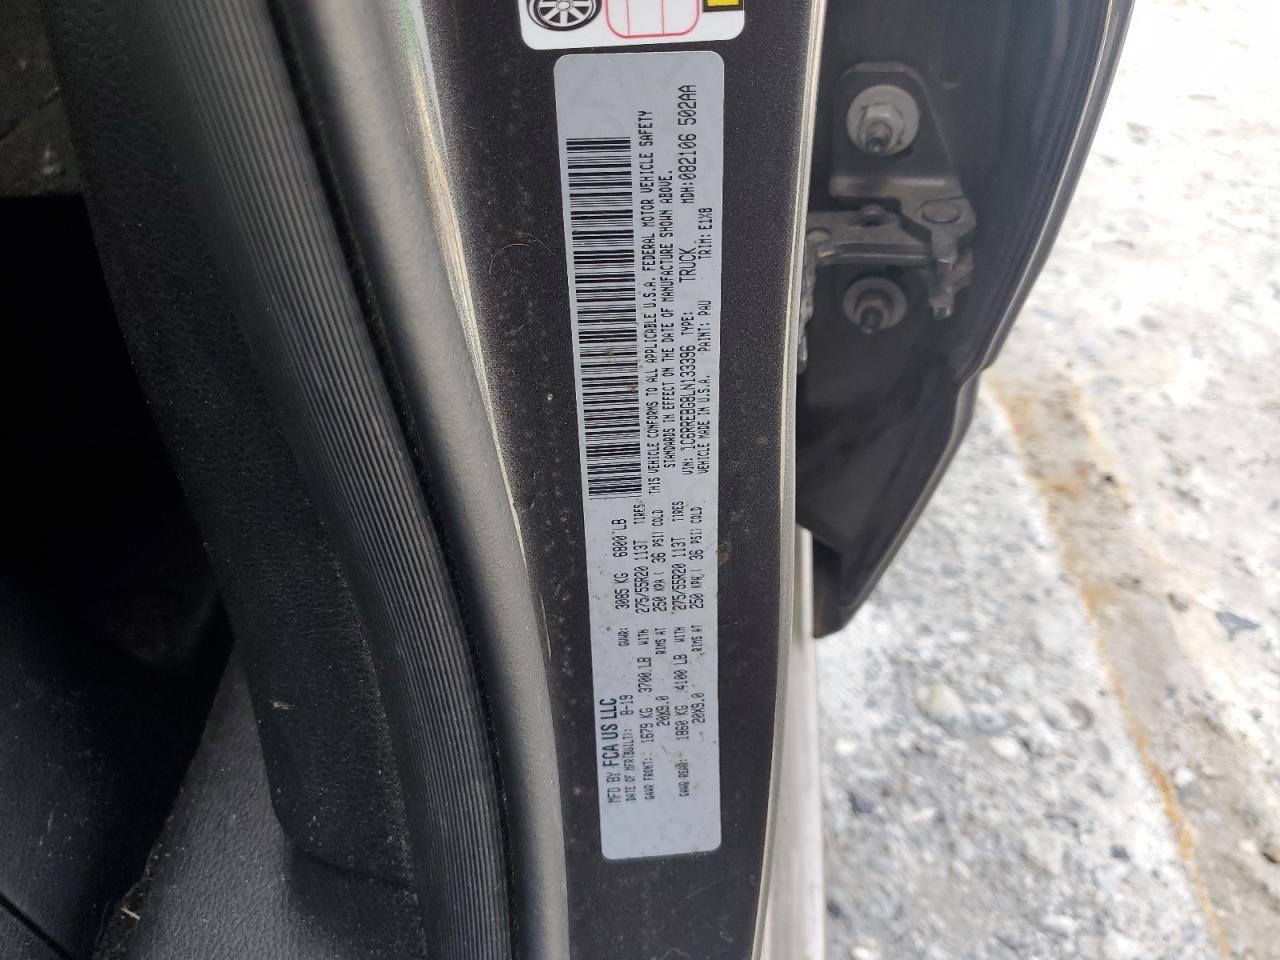 MFD BY FCA US LLC
DATE OF MFR(BUILT): 8-19 GVWR: 3085 KG 6800 LB
GAWR FRONT: 1679 KG 3700 LB WITH 275/55R20 113T TIRES
20X9.0 RIMS AT 250 KPA ( 36 PSI) COLD
GAWR REAR: 1860 KG 4100 LB WITH 275/55R20 113T TIRES
20X9.0 RIMS AT 250 KPA ( 36 PSI) COLD
THIS VEHICLE CONFORMS TO ALL APPLICABLE U.S.A. FEDERAL MOTOR VEHICLE SAFETY
STANDARDS IN EFFECT ON THE DATE OF MANUFACTURE SHOWN ABOVE.
VIN: 1C6RREBG8LN133396 TYPE: TRUCK MDH:082106 502AA
VEHICLE MADE IN U.S.A. PAINT: PAU TRIM: E1X8